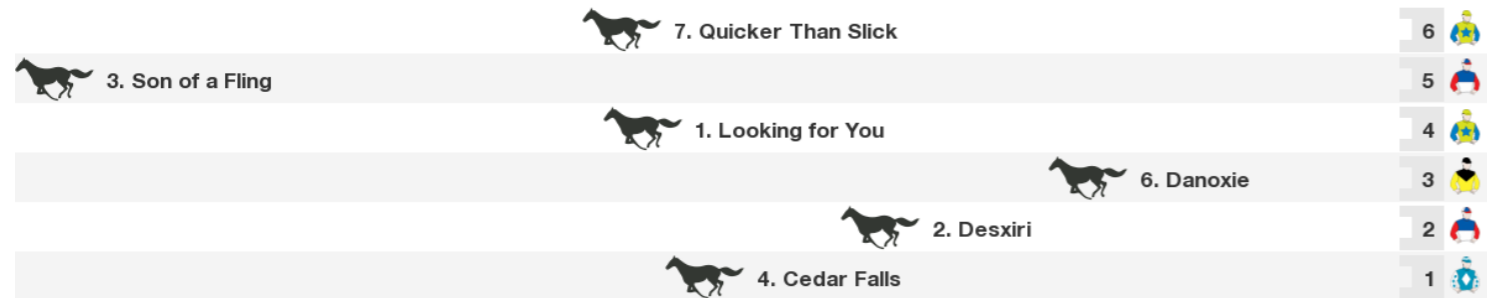 7. Quicker Than Slick 6
3. Son of a Fling 5
1. Looking for You 4
6. Danoxie 3
2. Desxiri 2
4. Cedar Falls 1